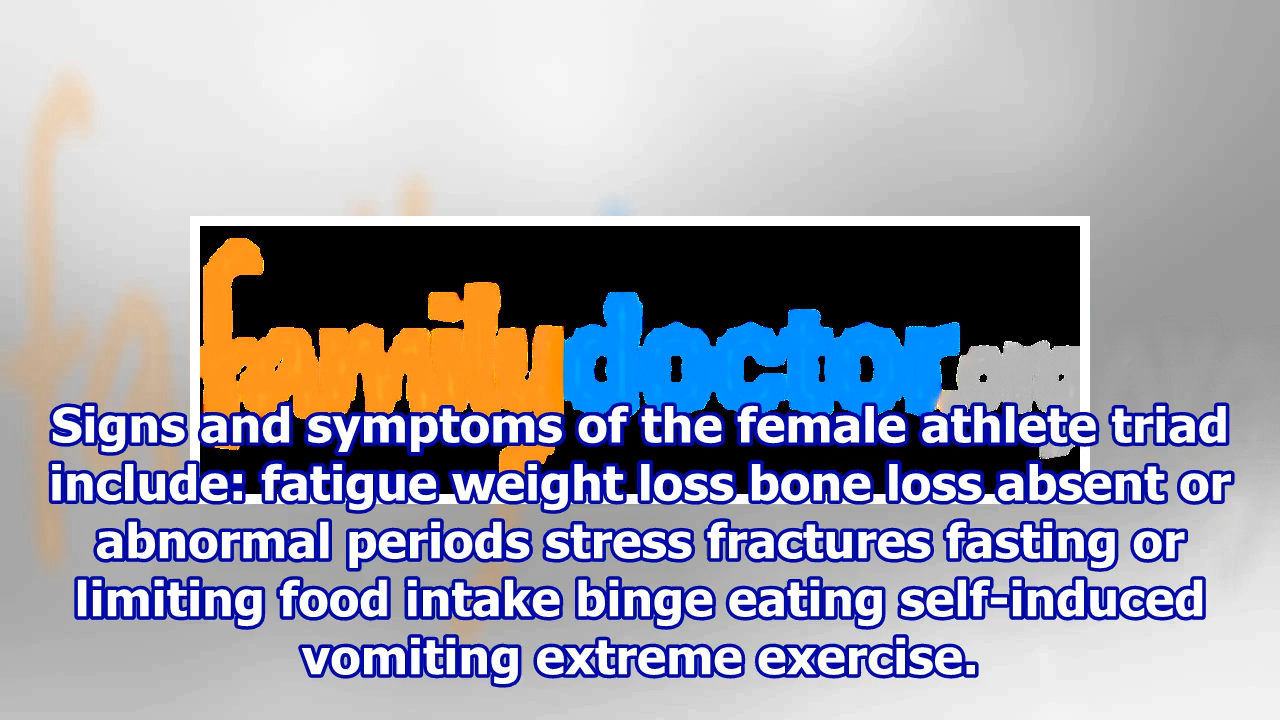 familydoctor.org
Signs and symptoms of the female athlete triad
include: fatigue weight loss bone loss absent or
abnormal periods stress fractures fasting or
limiting food intake binge eating self-induced
vomiting extreme exercise.